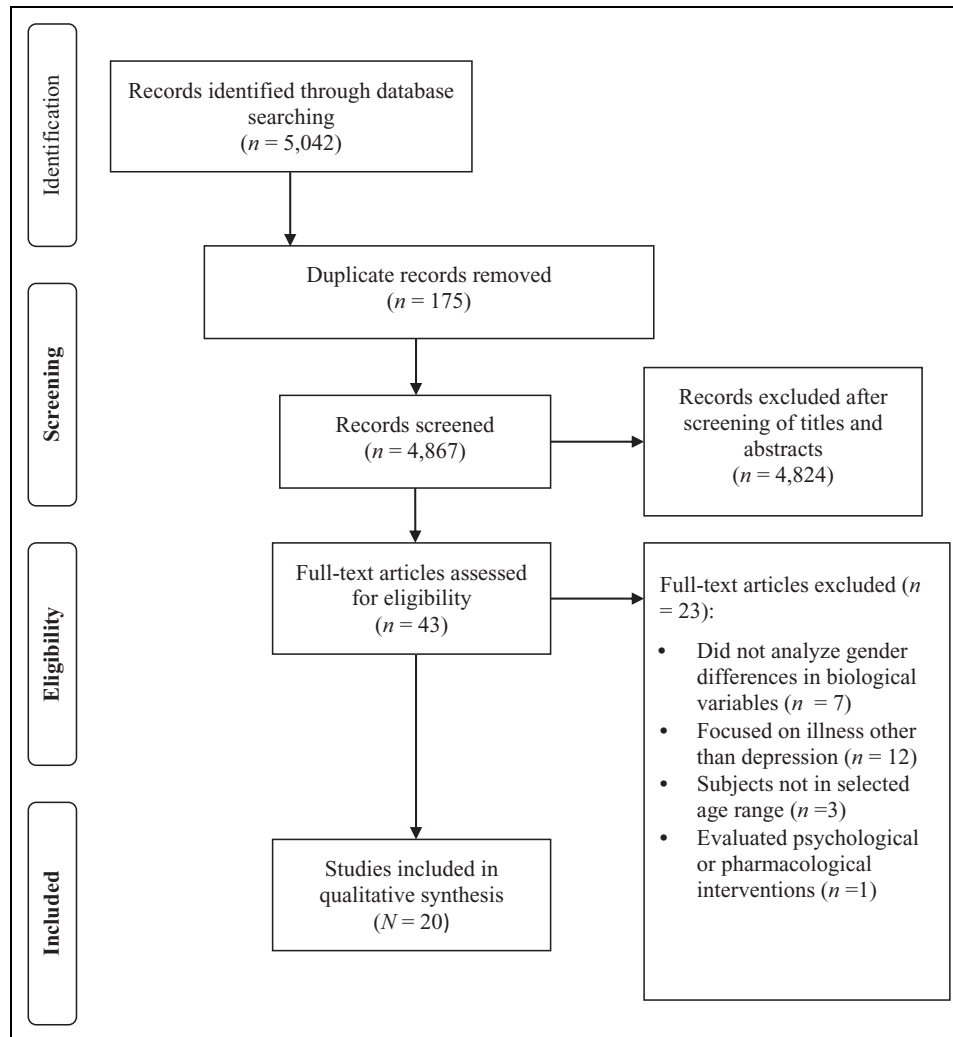 Identification
Records identified through database
searching
(n = 5,042)
Duplicate records removed
(n = 175)
Screening
Records screened
(n = 4,867)
Records excluded after
screening of titles and
abstracts
(n = 4,824)
Eligibility
Full-text articles assessed
for eligibility
(n = 43)
Full-text articles excluded (n
= 23):
• Did not analyze gender
differences in biological
variables (n = 7)
• Focused on illness other
than depression (n = 12)
• Subjects not in selected
age range (n =3)
• Evaluated psychological
or pharmacological
interventions (n =1)
Included
Studies included in
qualitative synthesis
(N = 20)